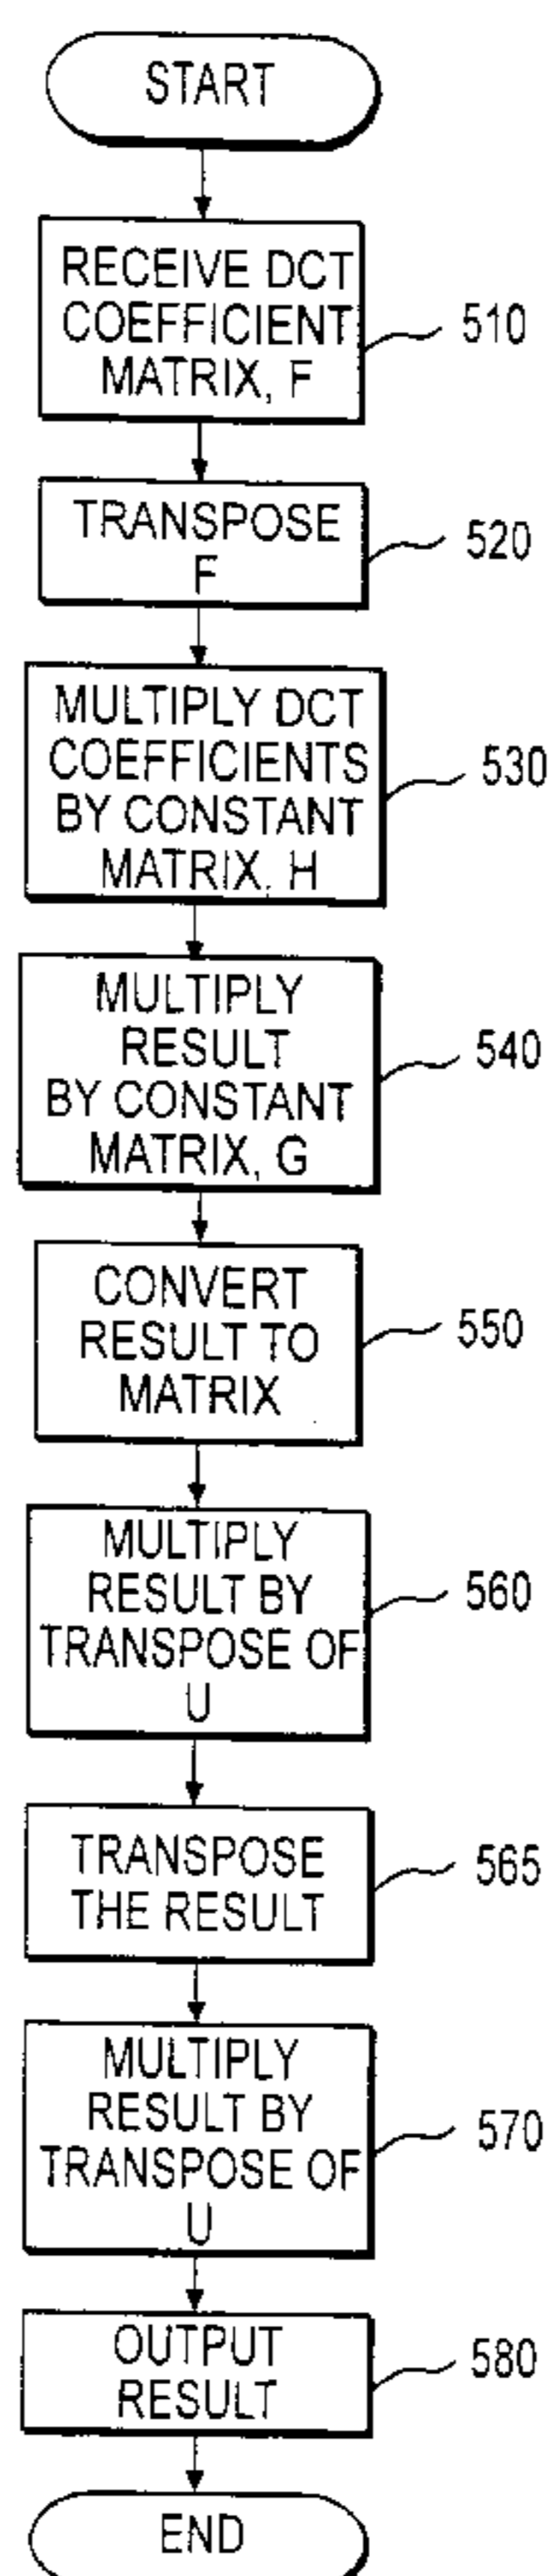 START
RECEIVE DCT
COEFFICIENT
MATRIX, F
510
TRANSPOSE
F
520
MULTIPLY DCT
COEFFICIENTS
BY CONSTANT
MATRIX, H
530
MULTIPLY
RESULT
BY CONSTANT
MATRIX, G
540
CONVERT
RESULT TO
MATRIX
550
MULTIPLY
RESULT BY
TRANSPOSE OF
U
560
TRANSPOSE
THE RESULT
565
MULTIPLY
RESULT BY
TRANSPOSE OF
U
570
OUTPUT
RESULT
580
END